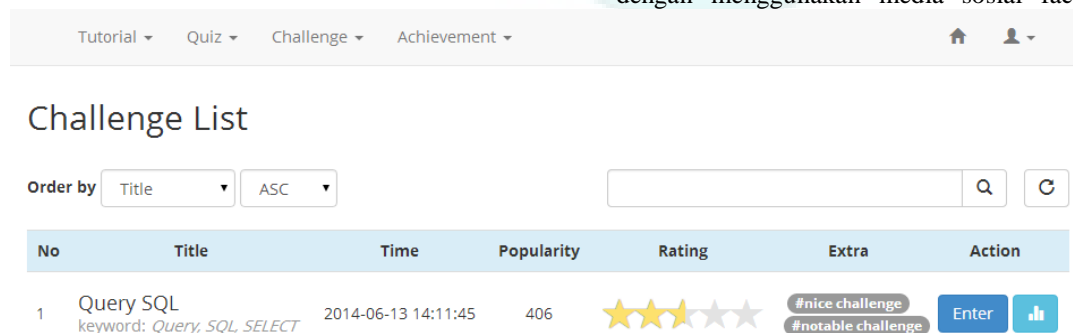 dengan menggunakan media sosial
Tutorial Quiz Challenge Achievement
Challenge List
Order by Title ASC
No Title Time Popularity Rating Extra Action
1 Query SQL 2014-06-13 14:11:45 406 #nice challenge Enter
keyword: Query, SQL, SELECT #notable challenge